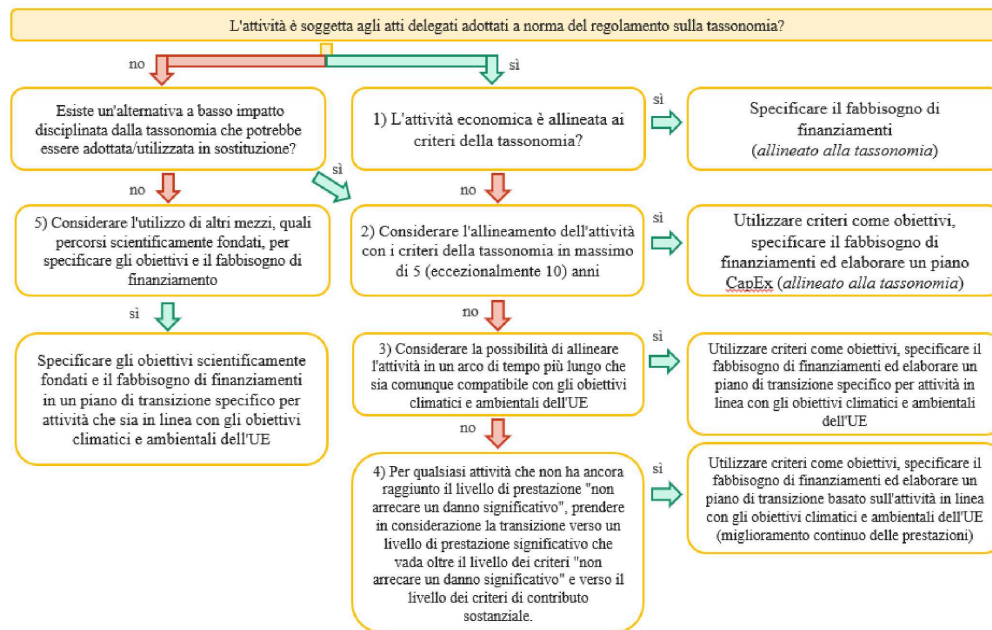 L'attività è soggetta agli atti delegati adottati a norma del regolamento sulla tassonomia?
no
sì
Esiste un'alternativa a basso impatto
disciplinata dalla tassonomia che potrebbe
essere adottata/utilizzata in sostituzione?
1) L'attività economica è allineata ai
criteri della tassonomia?
sì
Specificare il fabbisogno di
finanziamenti
(allineato alla tassonomia)
no
sì
no
5) Considerare l'utilizzo di altri mezzi, quali
percorsi scientificamente fondati, per
specificare gli obiettivi e il fabbisogno di
finanziamento
2) Considerare l'allineamento dell'attività
con i criteri della tassonomia in massimo
di 5 (eccezionalmente 10) anni
sì
Utilizzare criteri come obiettivi,
specificare il fabbisogno di
finanziamenti ed elaborare un piano
CapEx (allineato alla tassonomia)
sì
no
Specificare gli obiettivi scientificamente
fondati e il fabbisogno di finanziamenti
in un piano di transizione specifico per
attività che sia in linea con gli obiettivi
climatici e ambientali dell'UE
3) Considerare la possibilità di allineare
l'attività in un arco di tempo più lungo che
sia comunque compatibile con gli obiettivi
climatici e ambientali dell'UE
sì
Utilizzare criteri come obiettivi, specificare il
fabbisogno di finanziamenti ed elaborare un
piano di transizione specifico per attività in
linea con gli obiettivi climatici e ambientali
dell'UE
no
4) Per qualsiasi attività che non ha ancora
raggiunto il livello di prestazione "non
arrecare un danno significativo", prendere
in considerazione la transizione verso un
livello di prestazione significativo che
vada oltre il livello dei criteri "non
arrecare un danno significativo" e verso il
livello dei criteri di contributo
sostanziale.
sì
Utilizzare criteri come obiettivi, specificare il
fabbisogno di finanziamenti ed elaborare un
piano di transizione basato sull'attività in linea
con gli obiettivi climatici e ambientali dell'UE
(miglioramento continuo delle prestazioni)